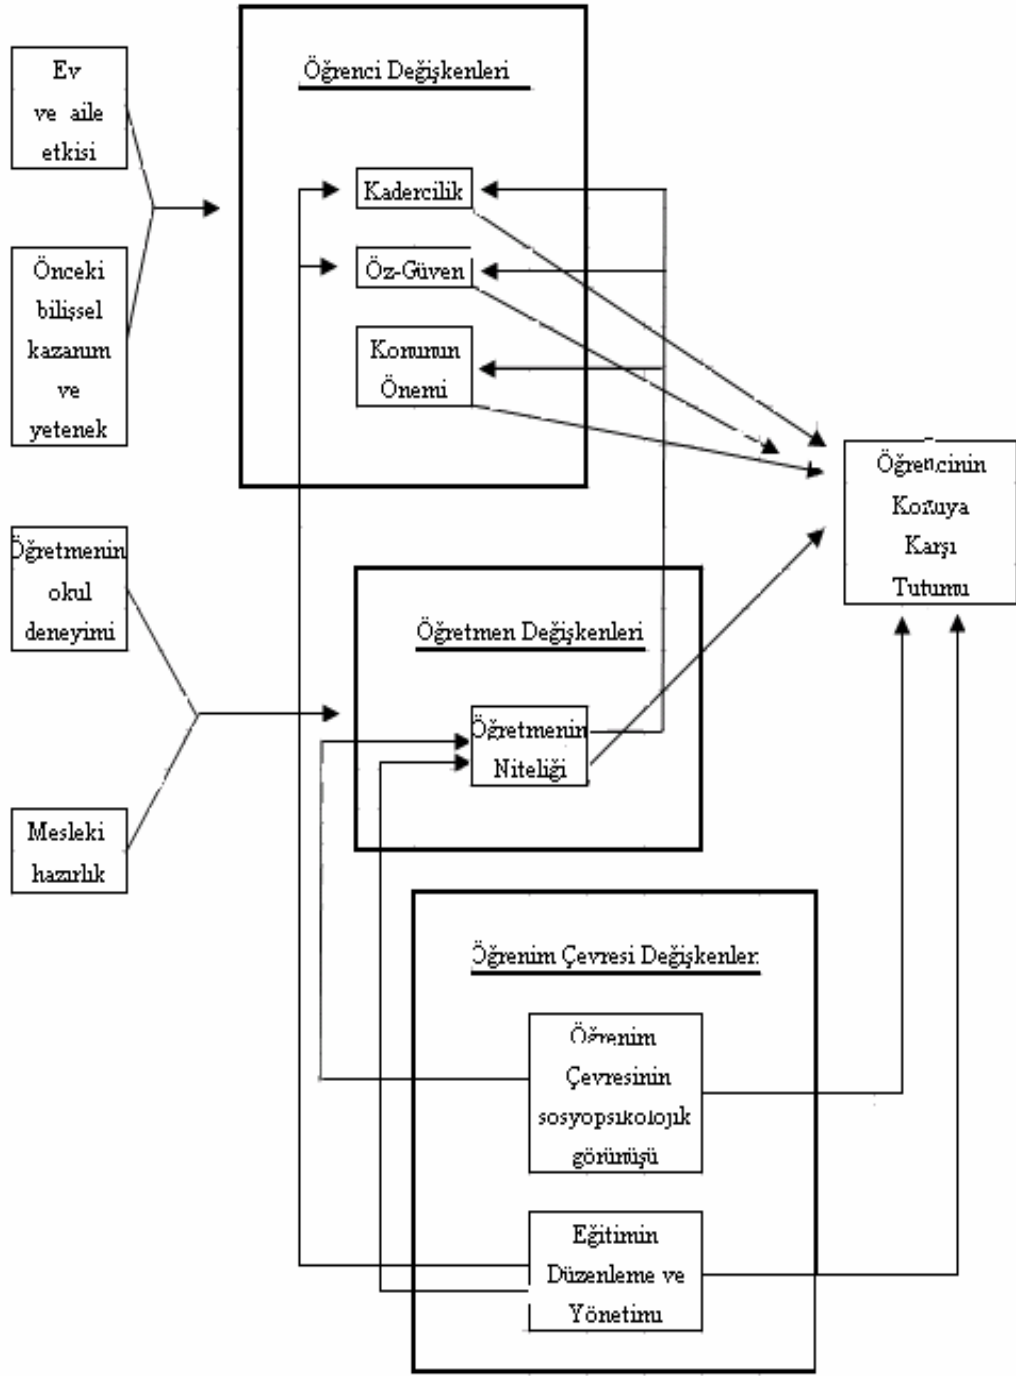 Ev
ve aile
etkisi
Önceki
bilişsel
kazanım
ve
yetenek
Öğrenci Değişkenleri
Kadercilik
Öz-Güven
Konunun
Önemi
Öğrencinin
Konuya
Karşı
Tutumu
Öğretmenin
okul
deneyimi
Mesleki
hazırlık
Öğretmen Değişkenleri
Öğretmenin
Niteliği
Öğrenim Çevresi Değişkenler
Öğrenim
Çevresinin
sosyopsikolojik
görünüşü
Eğitimin
Düzenleme ve
Yönetimi